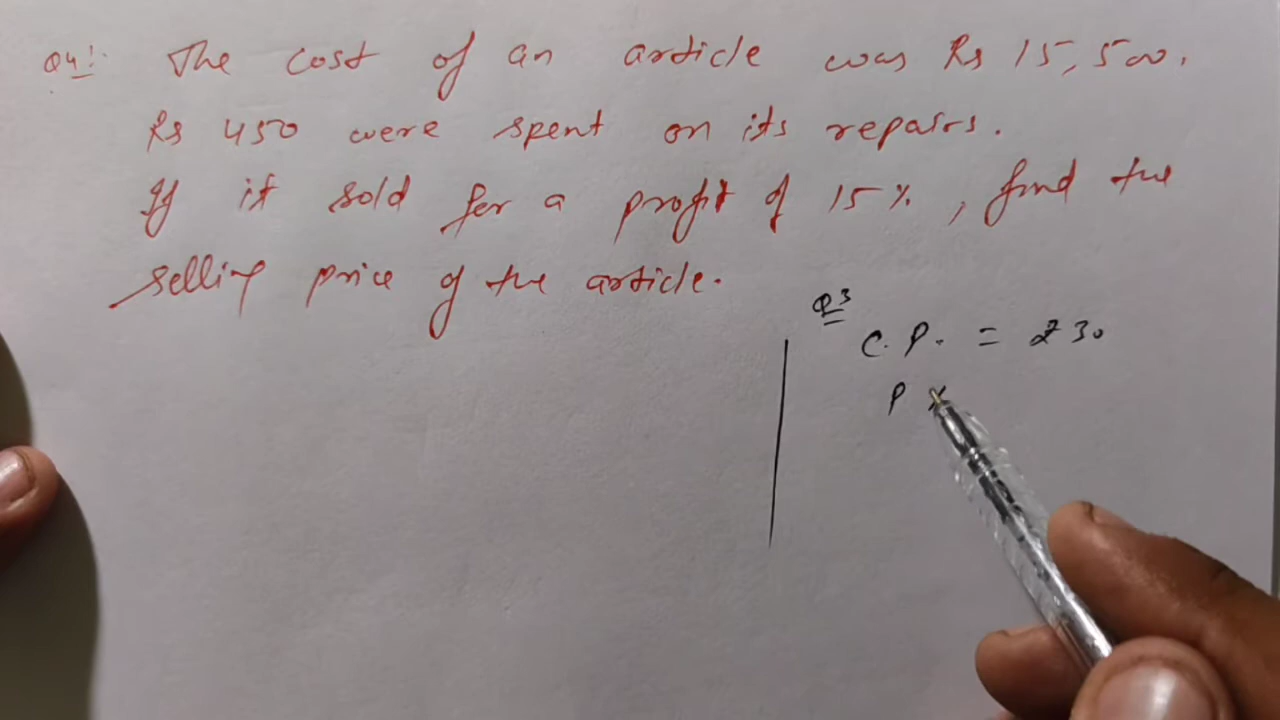 Q4:- The cost of an article was Rs 15,500.
Rs 450 were spent on its repairs.
If it sold for a profit of 15%, find the
selling price of the article.
Q3
C.P. = 230
P